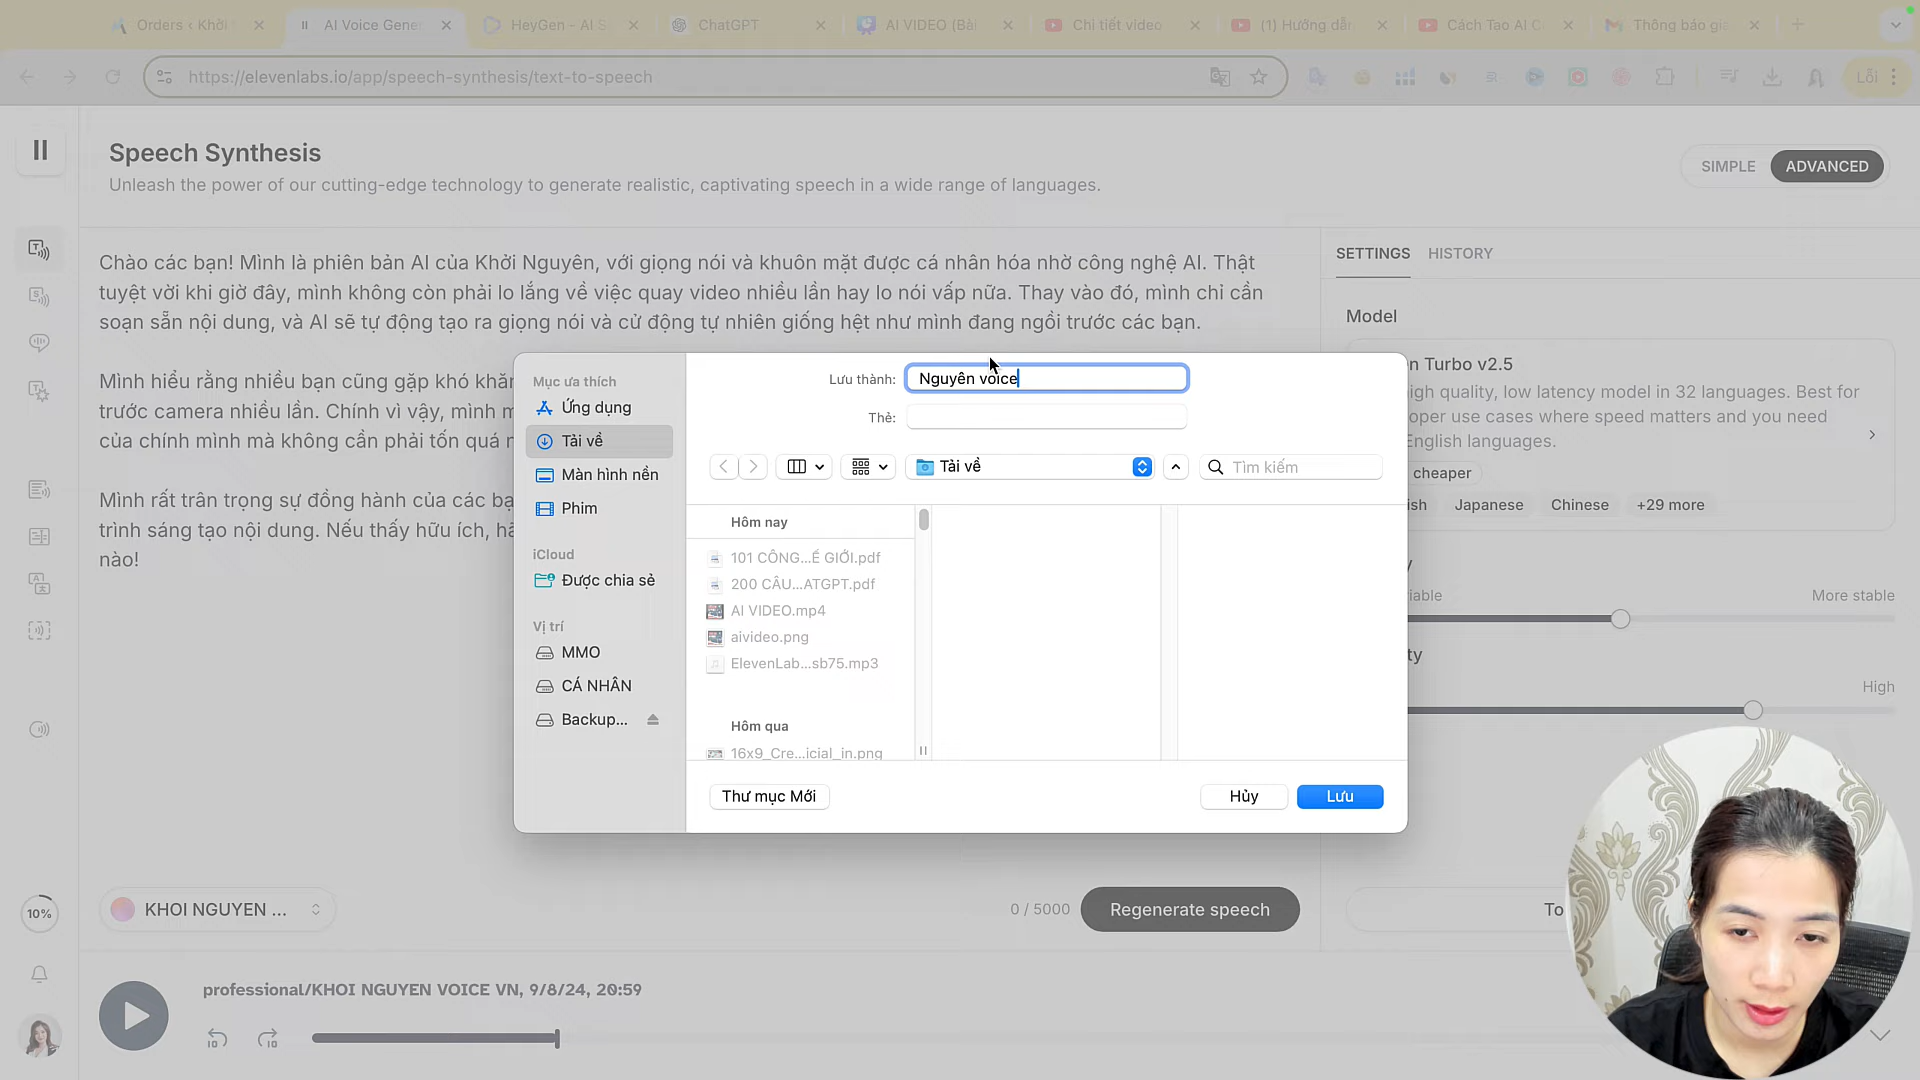 Orders ‹ Khởi
AI Voice Gener
HeyGen - AI S
ChatGPT
AI VIDEO (Bài
Chi tiết video
(1) Hướng dẫn
Cách Tạo AI C
Thông báo gia
https://elevenlabs.io/app/speech-synthesis/text-to-speech
Lỗi
Speech Synthesis
Unleash the power of our cutting-edge technology to generate realistic, captivating speech in a wide range of languages.
SIMPLE
ADVANCED
Chào các bạn! Mình là phiên bản AI của Khởi Nguyên, với giọng nói và khuôn mặt được cá nhân hóa nhờ công nghệ AI. Thật
tuyệt vời khi giờ đây, mình không còn phải lo lắng về việc quay video nhiều lần hay lo nói vấp nữa. Thay vào đó, mình chỉ cần
soạn sẵn nội dung, và AI sẽ tự động tạo ra giọng nói và cử động tự nhiên giống hệt như mình đang ngồi trước các bạn.
Mình hiểu rằng nhiều bạn cũng gặp khó khăn
trước camera nhiều lần. Chính vì vậy, mình m
của chính mình mà không cần phải tốn quá n
Mình rất trân trọng sự đồng hành của các bạ
trình sáng tạo nội dung. Nếu thấy hữu ích, hã
nào!
SETTINGS
HISTORY
Model
n Turbo v2.5
igh quality, low latency model in 32 languages. Best for
oper use cases where speed matters and you need
English languages.
cheaper
ish
Japanese
Chinese
+29 more
y
iable
More stable
ty
High
Mục ưa thích
Ứng dụng
Tải về
Màn hình nền
Phim
iCloud
Được chia sẻ
Vị trí
MMO
CÁ NHÂN
Backup...
Lưu thành:
Nguyên voice
Thẻ:
Tải về
Tìm kiếm
Hôm nay
101 CÔNG...Ế GIỚI.pdf
200 CÂU...ATGPT.pdf
AI VIDEO.mp4
aivideo.png
ElevenLab...sb75.mp3
Hôm qua
16x9_Cre...icial_in.png
Thư mục Mới
Hủy
Lưu
10%
KHOI NGUYEN ...
0 / 5000
Regenerate speech
To
professional/KHOI NGUYEN VOICE VN, 9/8/24, 20:59
10
10